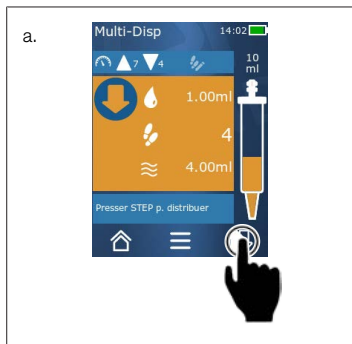 a.
Multi-Disp
14:02
7
4
10
ml
1.00ml
4
4.00ml
Presser STEP p. distribuer